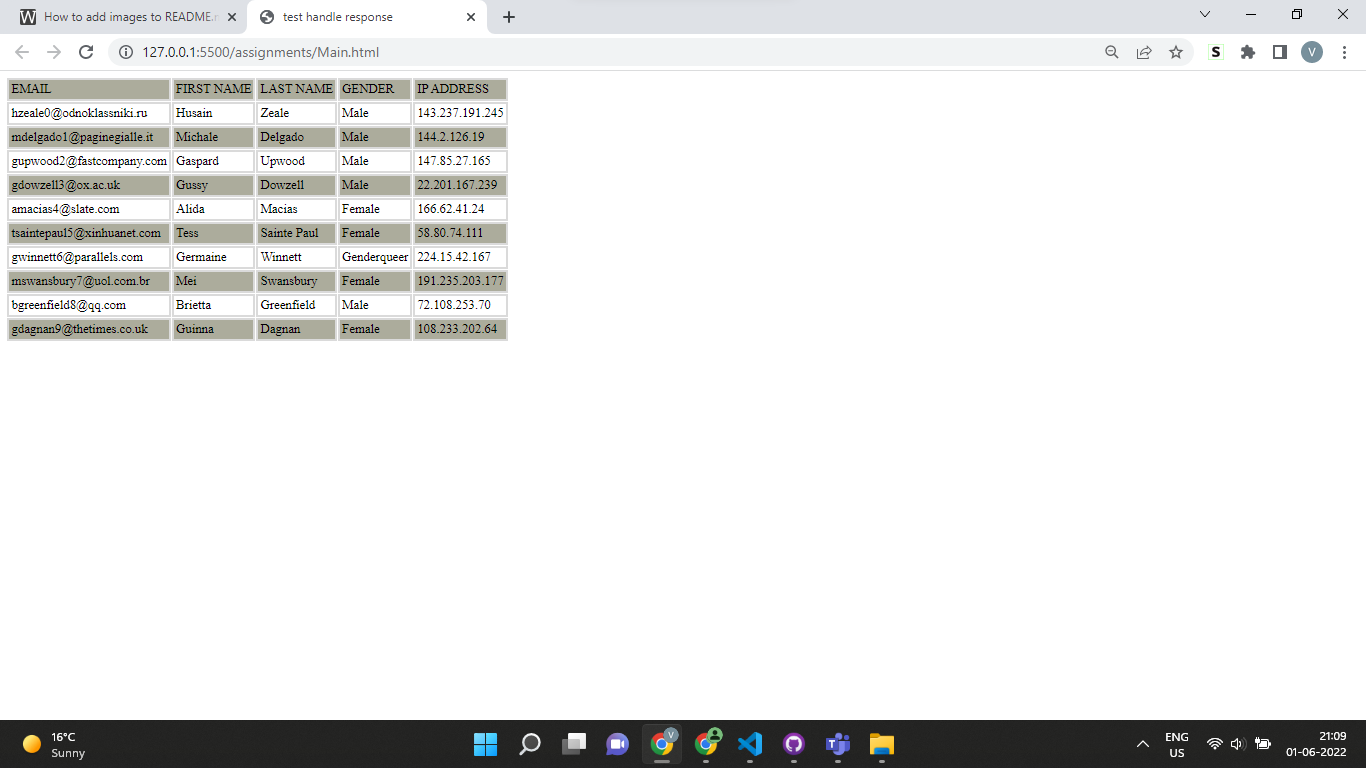 How to add images to README.m
test handle response
127.0.0.1:5500/assignments/Main.html
S
V
EMAIL FIRST NAME LAST NAME GENDER IP ADDRESS
hzeale0@odnoklassniki.ru Husain Zeale Male 143.237.191.245
mdelgado1@paginegialle.it Michale Delgado Male 144.2.126.19
gupwood2@fastcompany.com Gaspard Upwood Male 147.85.27.165
gdowzell3@ox.ac.uk Gussy Dowzell Male 22.201.167.239
amacias4@slate.com Alida Macias Female 166.62.41.24
tsaintepaul5@xinhuanet.com Tess Sainte Paul Female 58.80.74.111
gwinnett6@parallels.com Germaine Winnett Genderqueer 224.15.42.167
mswansbury7@uol.com.br Mei Swansbury Female 191.235.203.177
bgreenfield8@qq.com Brietta Greenfield Male 72.108.253.70
gdagnan9@thetimes.co.uk Guinna Dagnan Female 108.233.202.64
16°C
Sunny
V
ENG
US
21:09
01-06-2022